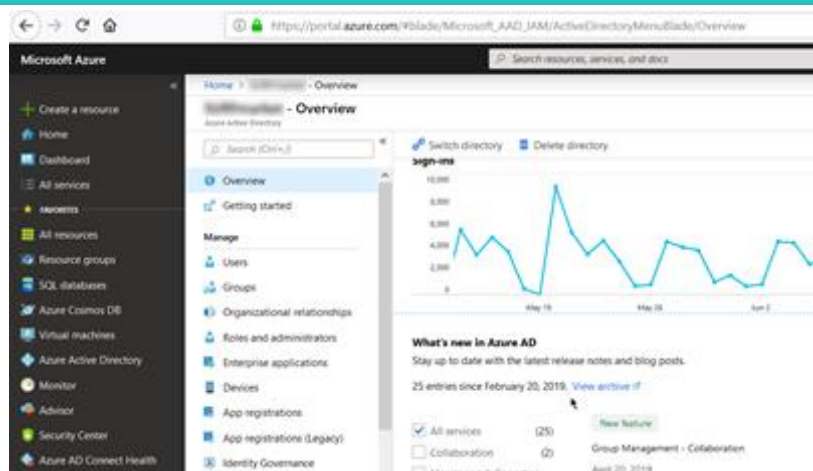 https://portal.azure.com/#blade/Microsoft_AAD_IAM/ActiveDirectoryMenuBlade/Overview
Microsoft Azure
Search resources, services, and docs
Create a resource
Home
Dashboard
All services
FAVORITES
All resources
Resource groups
SQL databases
Azure Cosmos DB
Virtual machines
Azure Active Directory
Monitor
Advisor
Security Center
Azure AD Connect Health
Home > - Overview
- Overview
Azure Active Directory
Search (Ctrl+/)
Overview
Getting started
Manage
Users
Groups
Organizational relationships
Roles and administrators
Enterprise applications
Devices
App registrations
App registrations (Legacy)
Identity Governance
Switch directory Delete directory
Sign-ins
10,000
8,000
6,000
4,000
2,000
0
May 19 May 26 Jun 2
What's new in Azure AD
Stay up to date with the latest release notes and blog posts.
25 entries since February 20, 2019. View archive
All services (25)
Collaboration (2)
New feature
Group Management - Collaboration
April 20, 2019